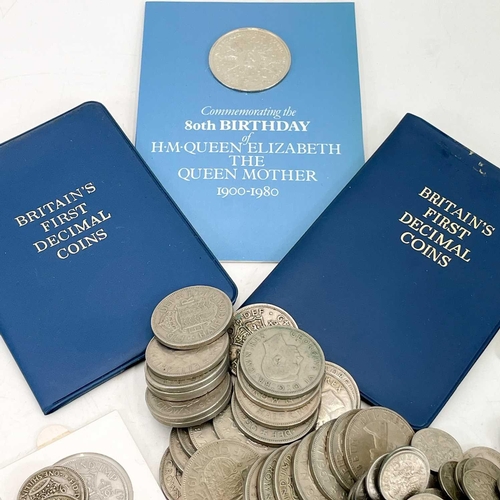 Commemorating the
80th BIRTHDAY
of
H·M·QUEEN ELIZABETH
THE
QUEEN MOTHER
1900-1980
BRITAIN'S
FIRST
DECIMAL
COINS
BRITAIN'S
FIRST
DECIMAL
COINS